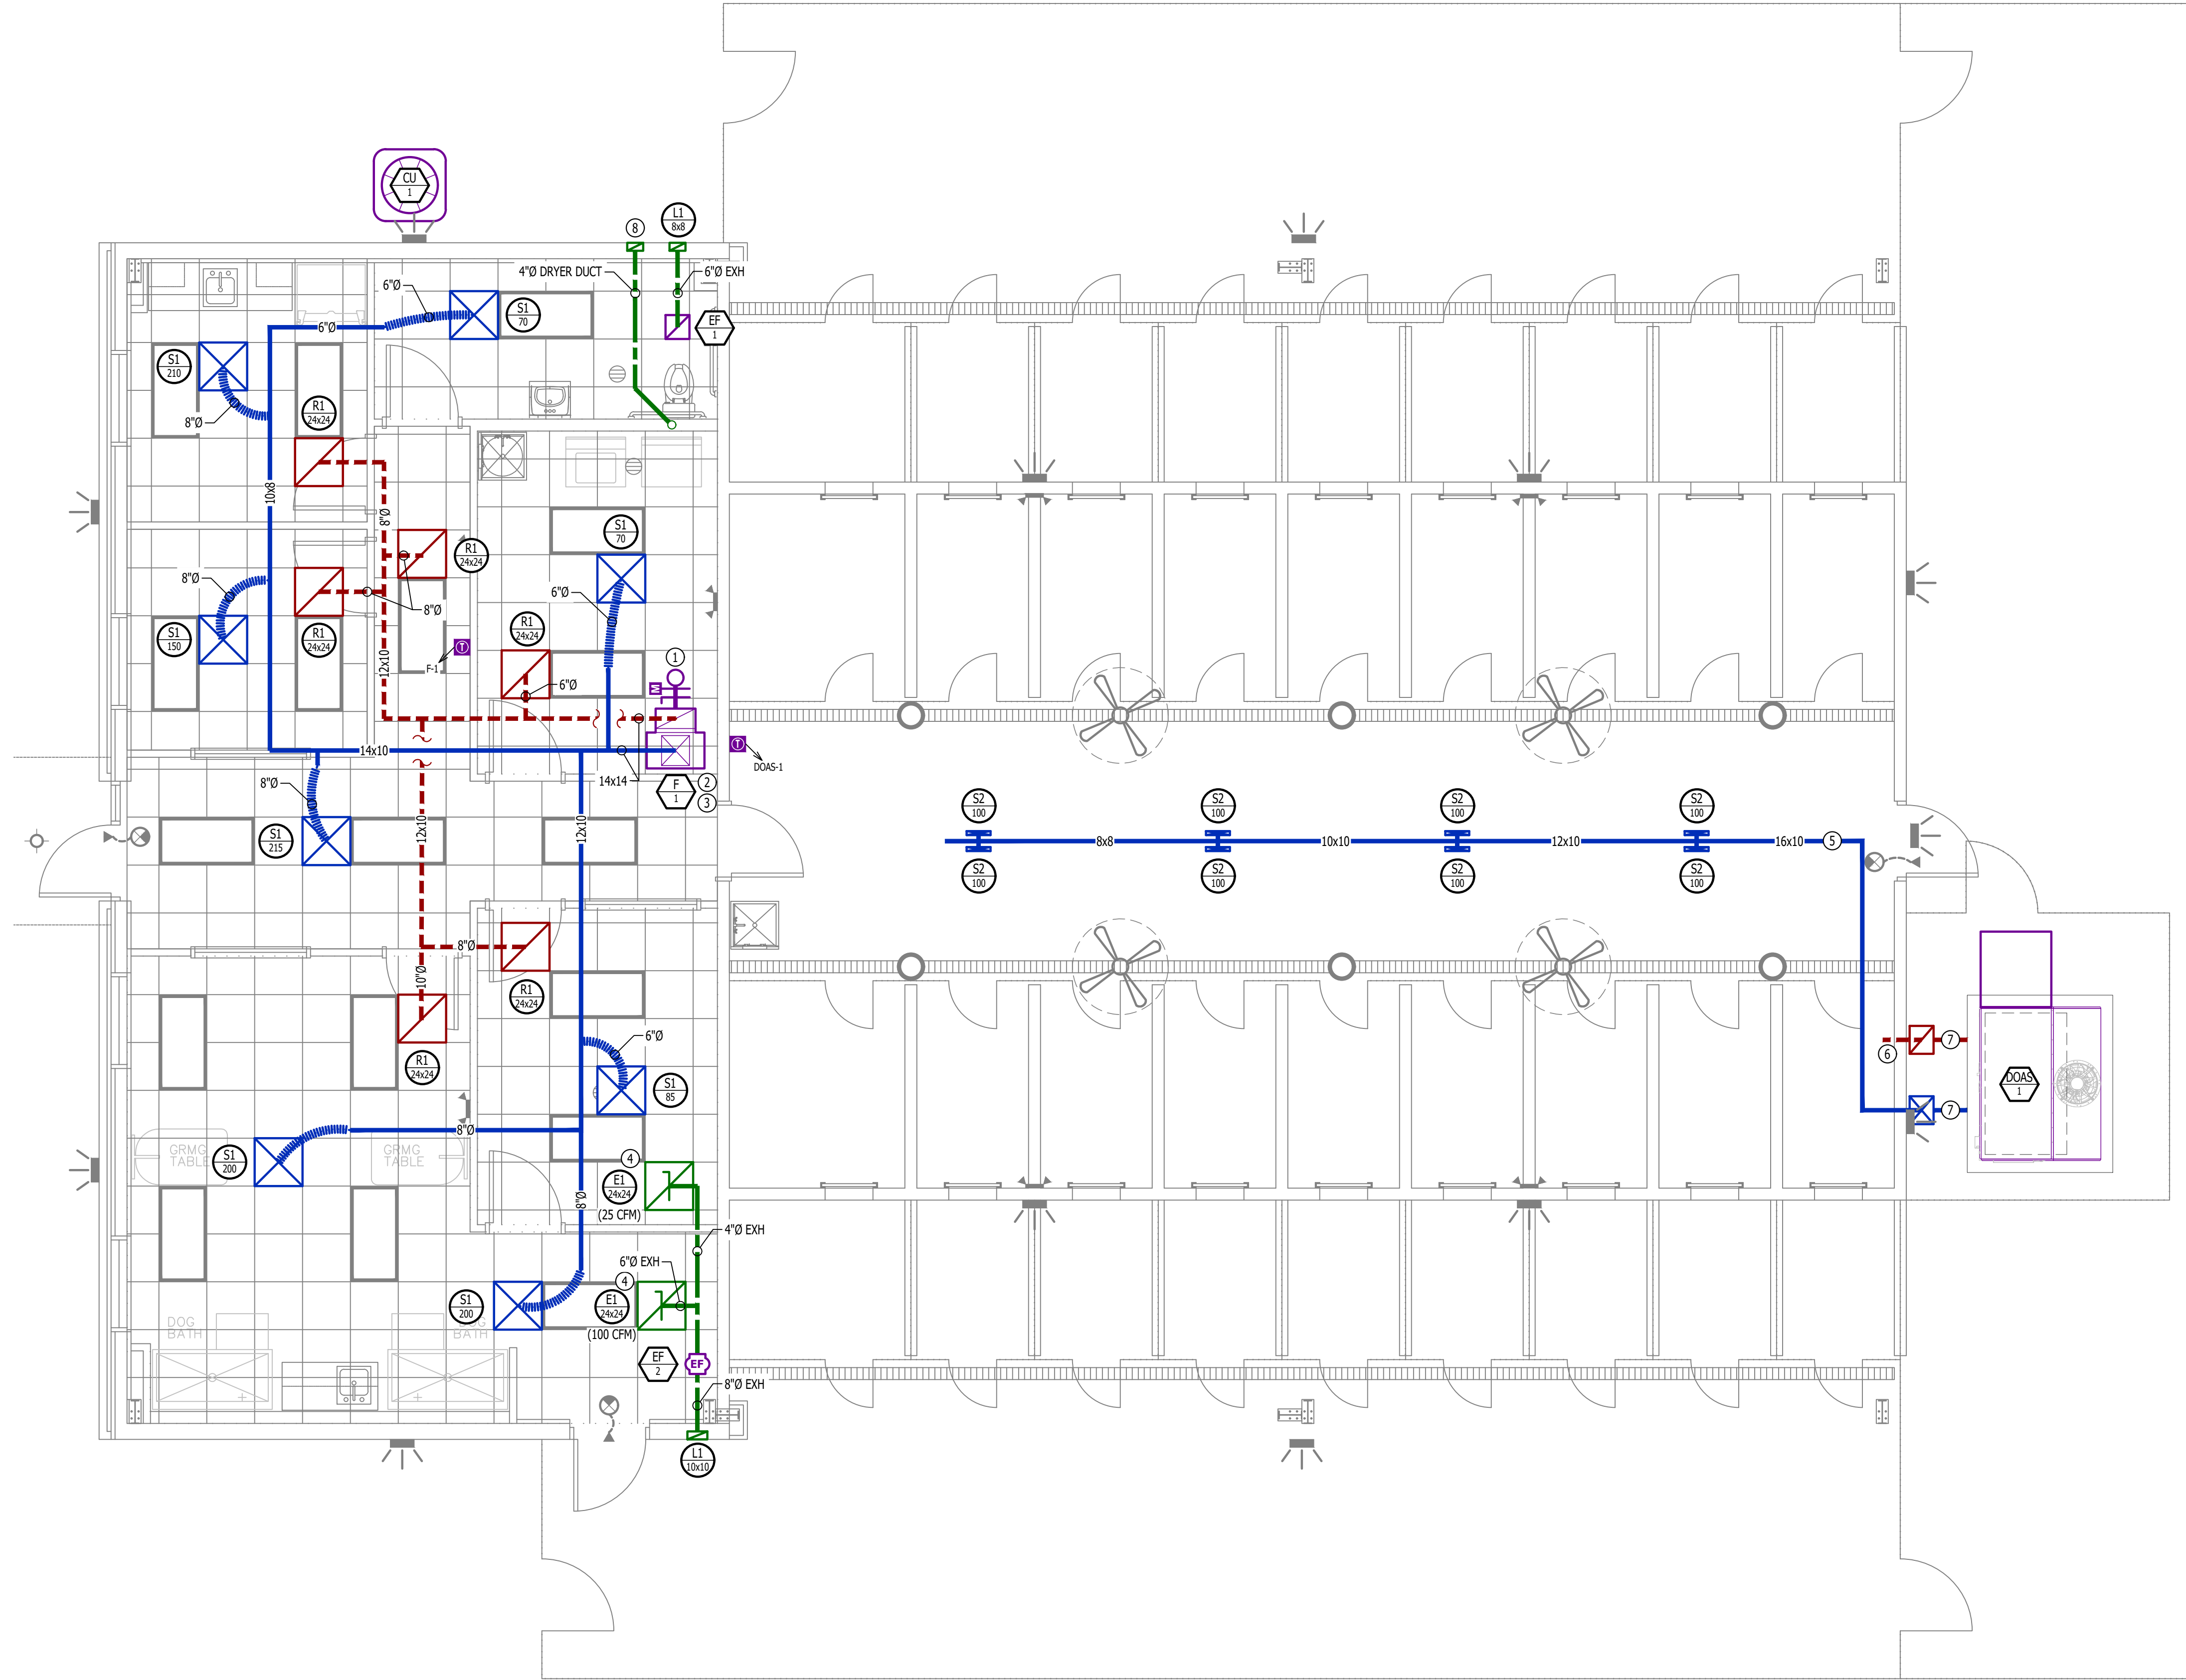 CU
1
8
L1
8x8
4"Ø DRYER DUCT
6"Ø EXH
6"Ø
6"Ø
S1
70
EF
1
S1
210
8"Ø
R1
24x24
10x8
8"Ø
R1
24x24
S1
70
8"Ø
8"Ø
6"Ø
S1
150
R1
24x24
R1
24x24
F-1
T
12x10
6"Ø
1
M
14x10
14x14
T
DOAS-1
F
1
2
3
8"Ø
S1
215
12x10
12x10
S2
100
S2
100
S2
100
S2
100
8x8
10x10
12x10
16x10
5
S2
100
S2
100
S2
100
S2
100
8"Ø
10"Ø
R1
24x24
R1
24x24
6"Ø
S1
85
6
7
7
DOAS
1
8"Ø
GRMG
TABLE
GRMG
TABLE
S1
200
4
E1
24x24
(25 CFM)
8"Ø
4"Ø EXH
6"Ø EXH
4
S1
200
E1
24x24
(100 CFM)
DOG
BATH
DOG
BATH
EF
2
EF
8"Ø EXH
L1
10x10